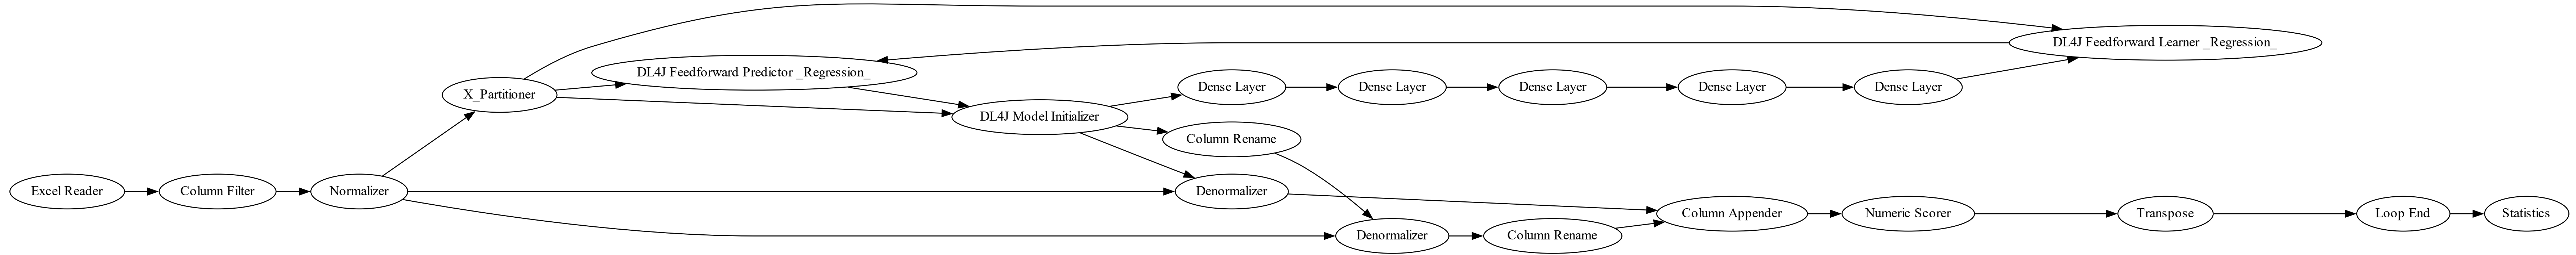 Excel Reader
Column Filter
Normalizer
X_Partitioner
DL4J Feedforward Predictor _Regression_
DL4J Model Initializer
Dense Layer
Dense Layer
Dense Layer
Dense Layer
Dense Layer
DL4J Feedforward Learner _Regression_
Column Rename
Denormalizer
Denormalizer
Column Rename
Column Appender
Numeric Scorer
Transpose
Loop End
Statistics